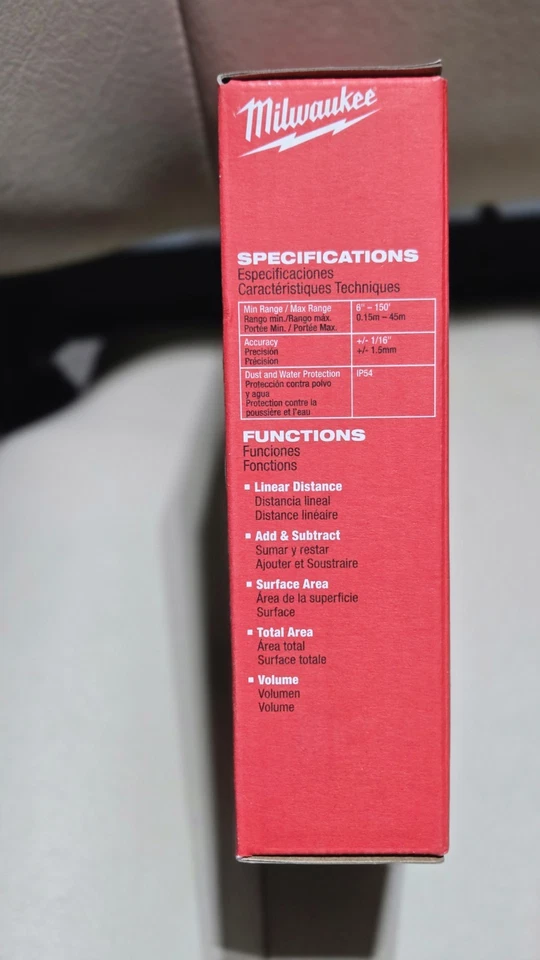 Milwaukee
SPECIFICATIONS
Especificaciones
Caractéristiques Techniques
Min Range / Max Range
Rango mín./Rango máx.
Portée Min. / Portée Max.
6" – 150'
0.15m – 45m
Accuracy
Precisión
Précision
+/- 1/16"
+/- 1.5mm
Dust and Water Protection
Protección contra polvo
y agua
Protection contre la
poussière et l'eau
IP54
FUNCTIONS
Funciones
Fonctions
▪ Linear Distance
Distancia lineal
Distance linéaire
▪ Add & Subtract
Sumar y restar
Ajouter et Soustraire
▪ Surface Area
Área de la superficie
Surface
▪ Total Area
Área total
Surface totale
▪ Volume
Volumen
Volume